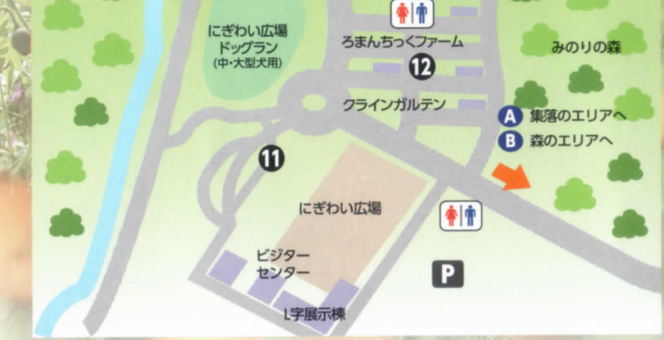 にぎわい広場
ドッグラン
(中・大型犬用)
ろまんちっくファーム
みのりの森
12
クラインガルテン
A 集落のエリアへ
B 森のエリアへ
11
にぎわい広場
ビジター
センター
P
L字展示棟